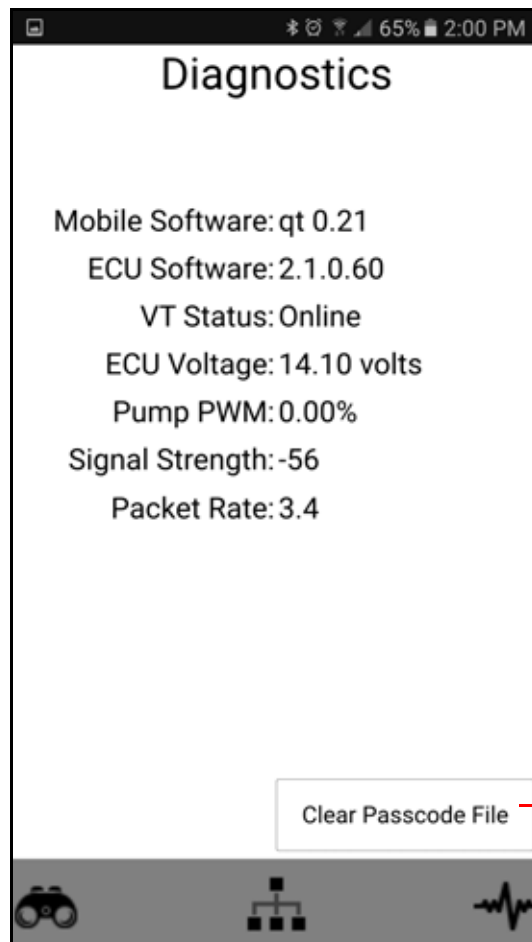 65% 2:00 PM
Diagnostics
Mobile Software: qt 0.21
ECU Software: 2.1.0.60
VT Status: Online
ECU Voltage: 14.10 volts
Pump PWM: 0.00%
Signal Strength: -56
Packet Rate: 3.4
Clear Passcode File